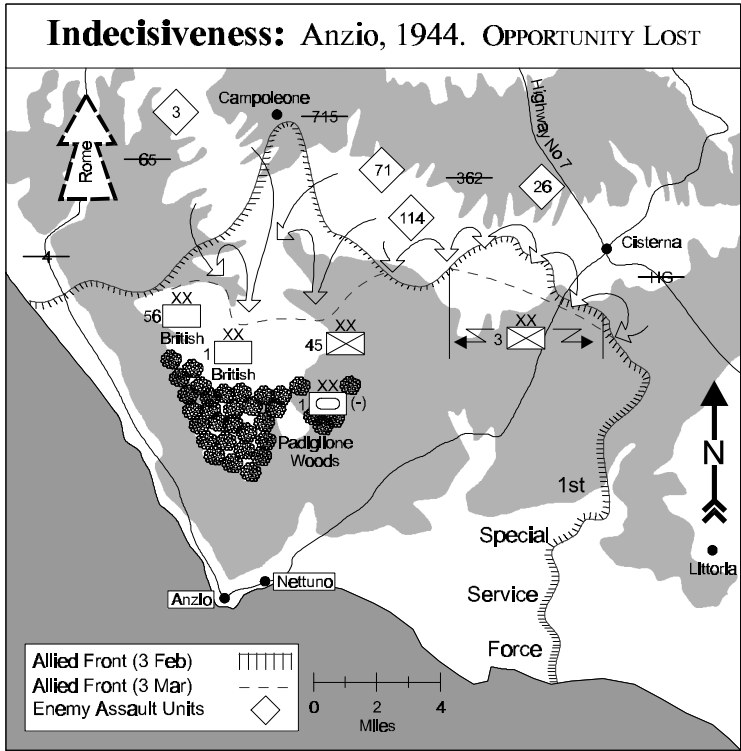 Indecisiveness: Anzio, 1944. OPPORTUNITY LOST
Rome
3
Campoleone
715
65
71
362
Highway No 7
26
114
Cisterna
4
HG
XX
56
British
XX
1
British
XX
45
XX
3
XX
1 (-)
Padiglione
Woods
N
1st
Special
Service
Force
Littoria
Nettuno
Anzio
Allied Front (3 Feb)
Allied Front (3 Mar)
Enemy Assault Units
0 2 4
Miles